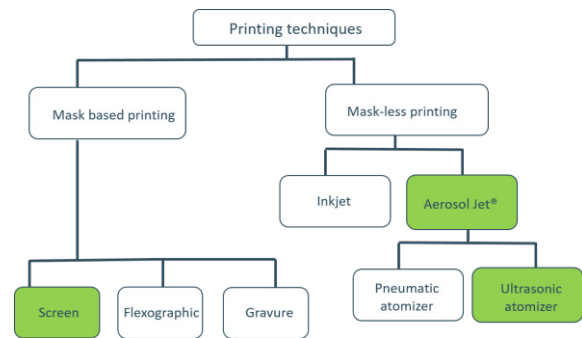 Printing techniques
Mask based printing
Mask-less printing
Inkjet
Aerosol Jet®
Screen
Flexographic
Gravure
Pneumatic
atomizer
Ultrasonic
atomizer